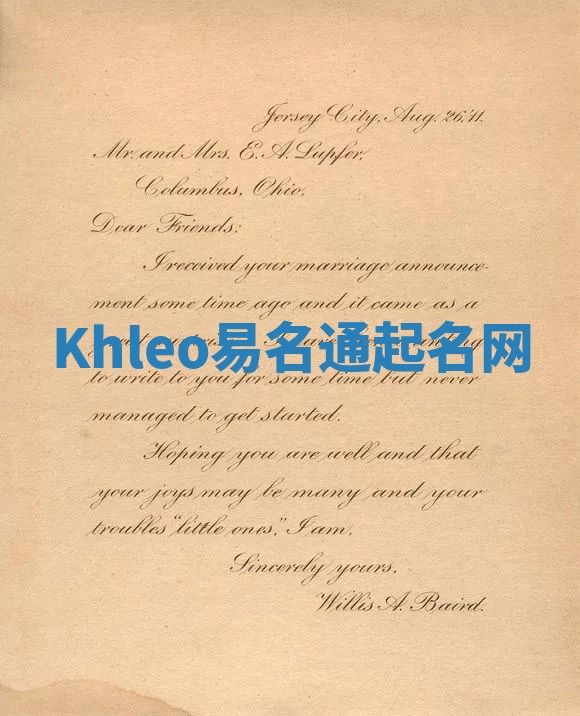 Jersey City, Aug. 26,'11.
Mr. and Mrs. E. A. Lupfer,
Columbus, Ohio.
Dear Friends:
I received your marriage announce-
ment some time ago and it came as a
Khleo易名通起名网
to write to you for some time but never
managed to get started.
Hoping you are well and that
your joys may be many and your
troubles "little ones," I am,
Sincerely yours,
Willis A. Baird.